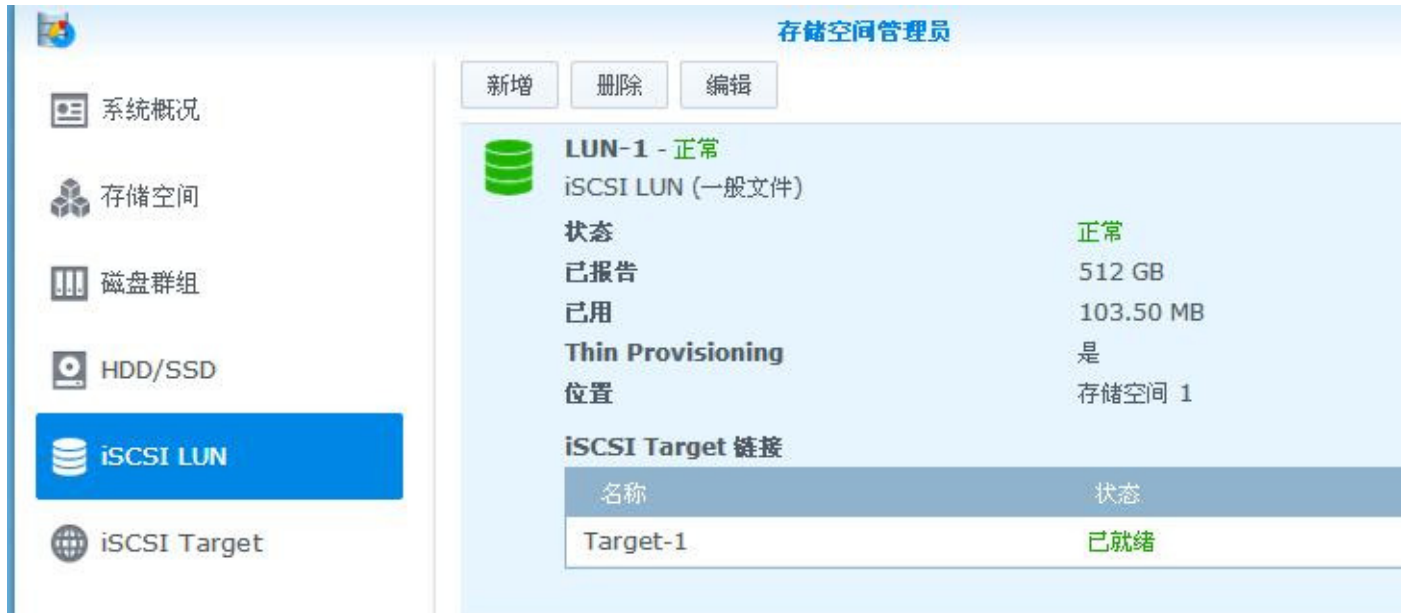 存储空间管理员
系统概况
存储空间
磁盘群组
HDD/SSD
iSCSI LUN
iSCSI Target
新增 删除 编辑
LUN-1 - 正常
iSCSI LUN (一般文件)
状态 正常
已报告 512 GB
已用 103.50 MB
Thin Provisioning 是
位置 存储空间 1
iSCSI Target 链接
名称 状态
Target-1 已就绪